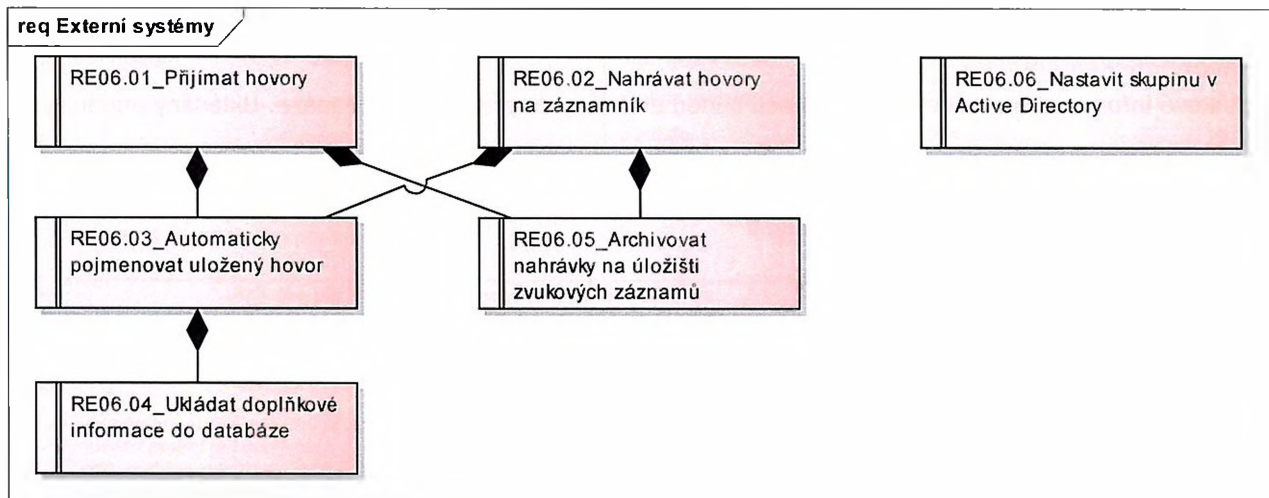 req Externí systémy
RE06.01_Přijímat hovory
RE06.02_Nahrávat hovory
na záznamník
RE06.06_Nastavit skupinu v
Active Directory
RE06.03_Automaticky
pojmenovat uložený hovor
RE06.05_Archivovat
nahrávky na úložišti
zvukových záznamů
RE06.04_Ukládat doplňkové
informace do databáze